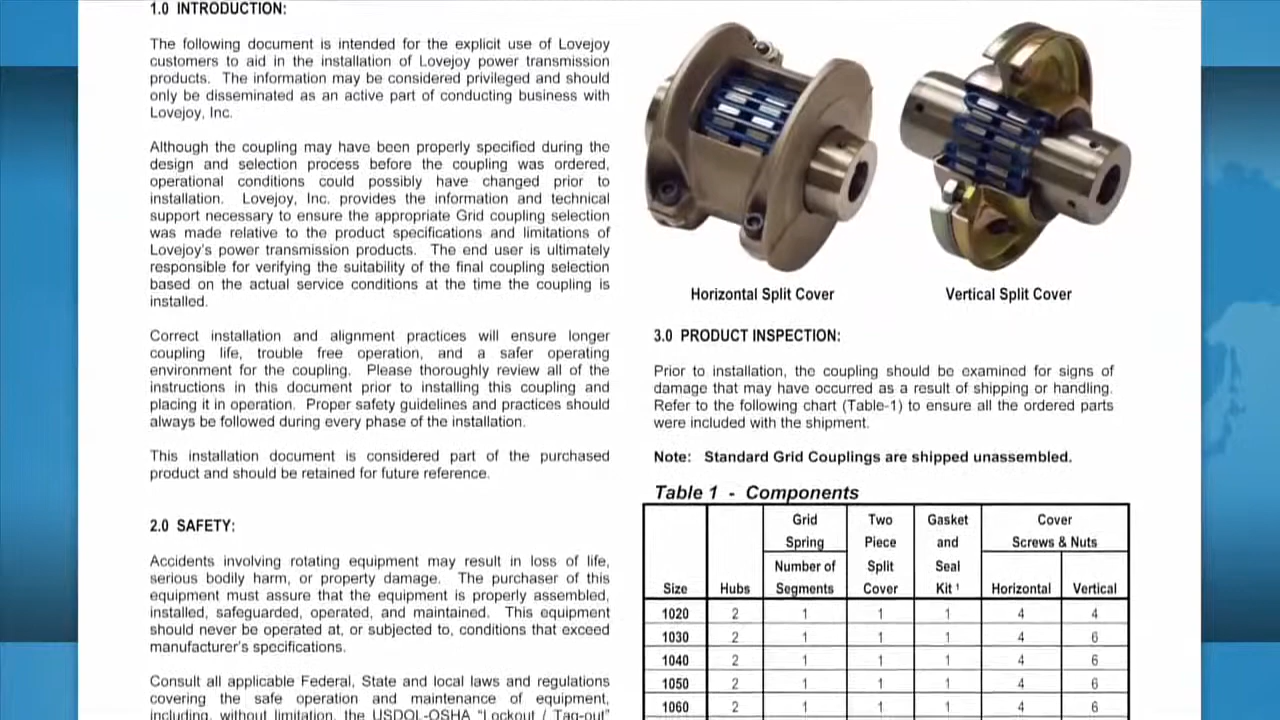 1.0 INTRODUCTION:
The following document is intended for the explicit use of Lovejoy
customers to aid in the installation of Lovejoy power transmission
products. The information may be considered privileged and should
only be disseminated as an active part of conducting business with
Lovejoy, Inc.
Although the coupling may have been properly specified during the
design and selection process before the coupling was ordered,
operational conditions could possibly have changed prior to
installation. Lovejoy, Inc. provides the information and technical
support necessary to ensure the appropriate Grid coupling selection
was made relative to the product specifications and limitations of
Lovejoy's power transmission products. The end user is ultimately
responsible for verifying the suitability of the final coupling selection
based on the actual service conditions at the time the coupling is
installed.
Correct installation and alignment practices will ensure longer
coupling life, trouble free operation, and a safer operating
environment for the coupling. Please thoroughly review all of the
instructions in this document prior to installing this coupling and
placing it in operation. Proper safety guidelines and practices should
always be followed during every phase of the installation.
This installation document is considered part of the purchased
product and should be retained for future reference.
2.0 SAFETY:
Accidents involving rotating equipment may result in loss of life,
serious bodily harm, or property damage. The purchaser of this
equipment must assure that the equipment is properly assembled,
installed, safeguarded, operated, and maintained. This equipment
should never be operated at, or subjected to, conditions that exceed
manufacturer's specifications.
Consult all applicable Federal, State and local laws and regulations
covering the safe operation and maintenance of equipment,
including, without limitation, the USDOL-OSHA "Lockout / Tag-out"
Horizontal Split Cover Vertical Split Cover
3.0 PRODUCT INSPECTION:
Prior to installation, the coupling should be examined for signs of
damage that may have occurred as a result of shipping or handling.
Refer to the following chart (Table-1) to ensure all the ordered parts
were included with the shipment.
Note: Standard Grid Couplings are shipped unassembled.
Table 1 - Components
Grid Two Gasket Cover
Spring Piece and Screws & Nuts
Number of Split Seal
Size Hubs Segments Cover Kit ¹ Horizontal Vertical
1020 2 1 1 1 4 4
1030 2 1 1 1 4 6
1040 2 1 1 1 4 6
1050 2 1 1 1 4 6
1060 2 1 1 1 4 6